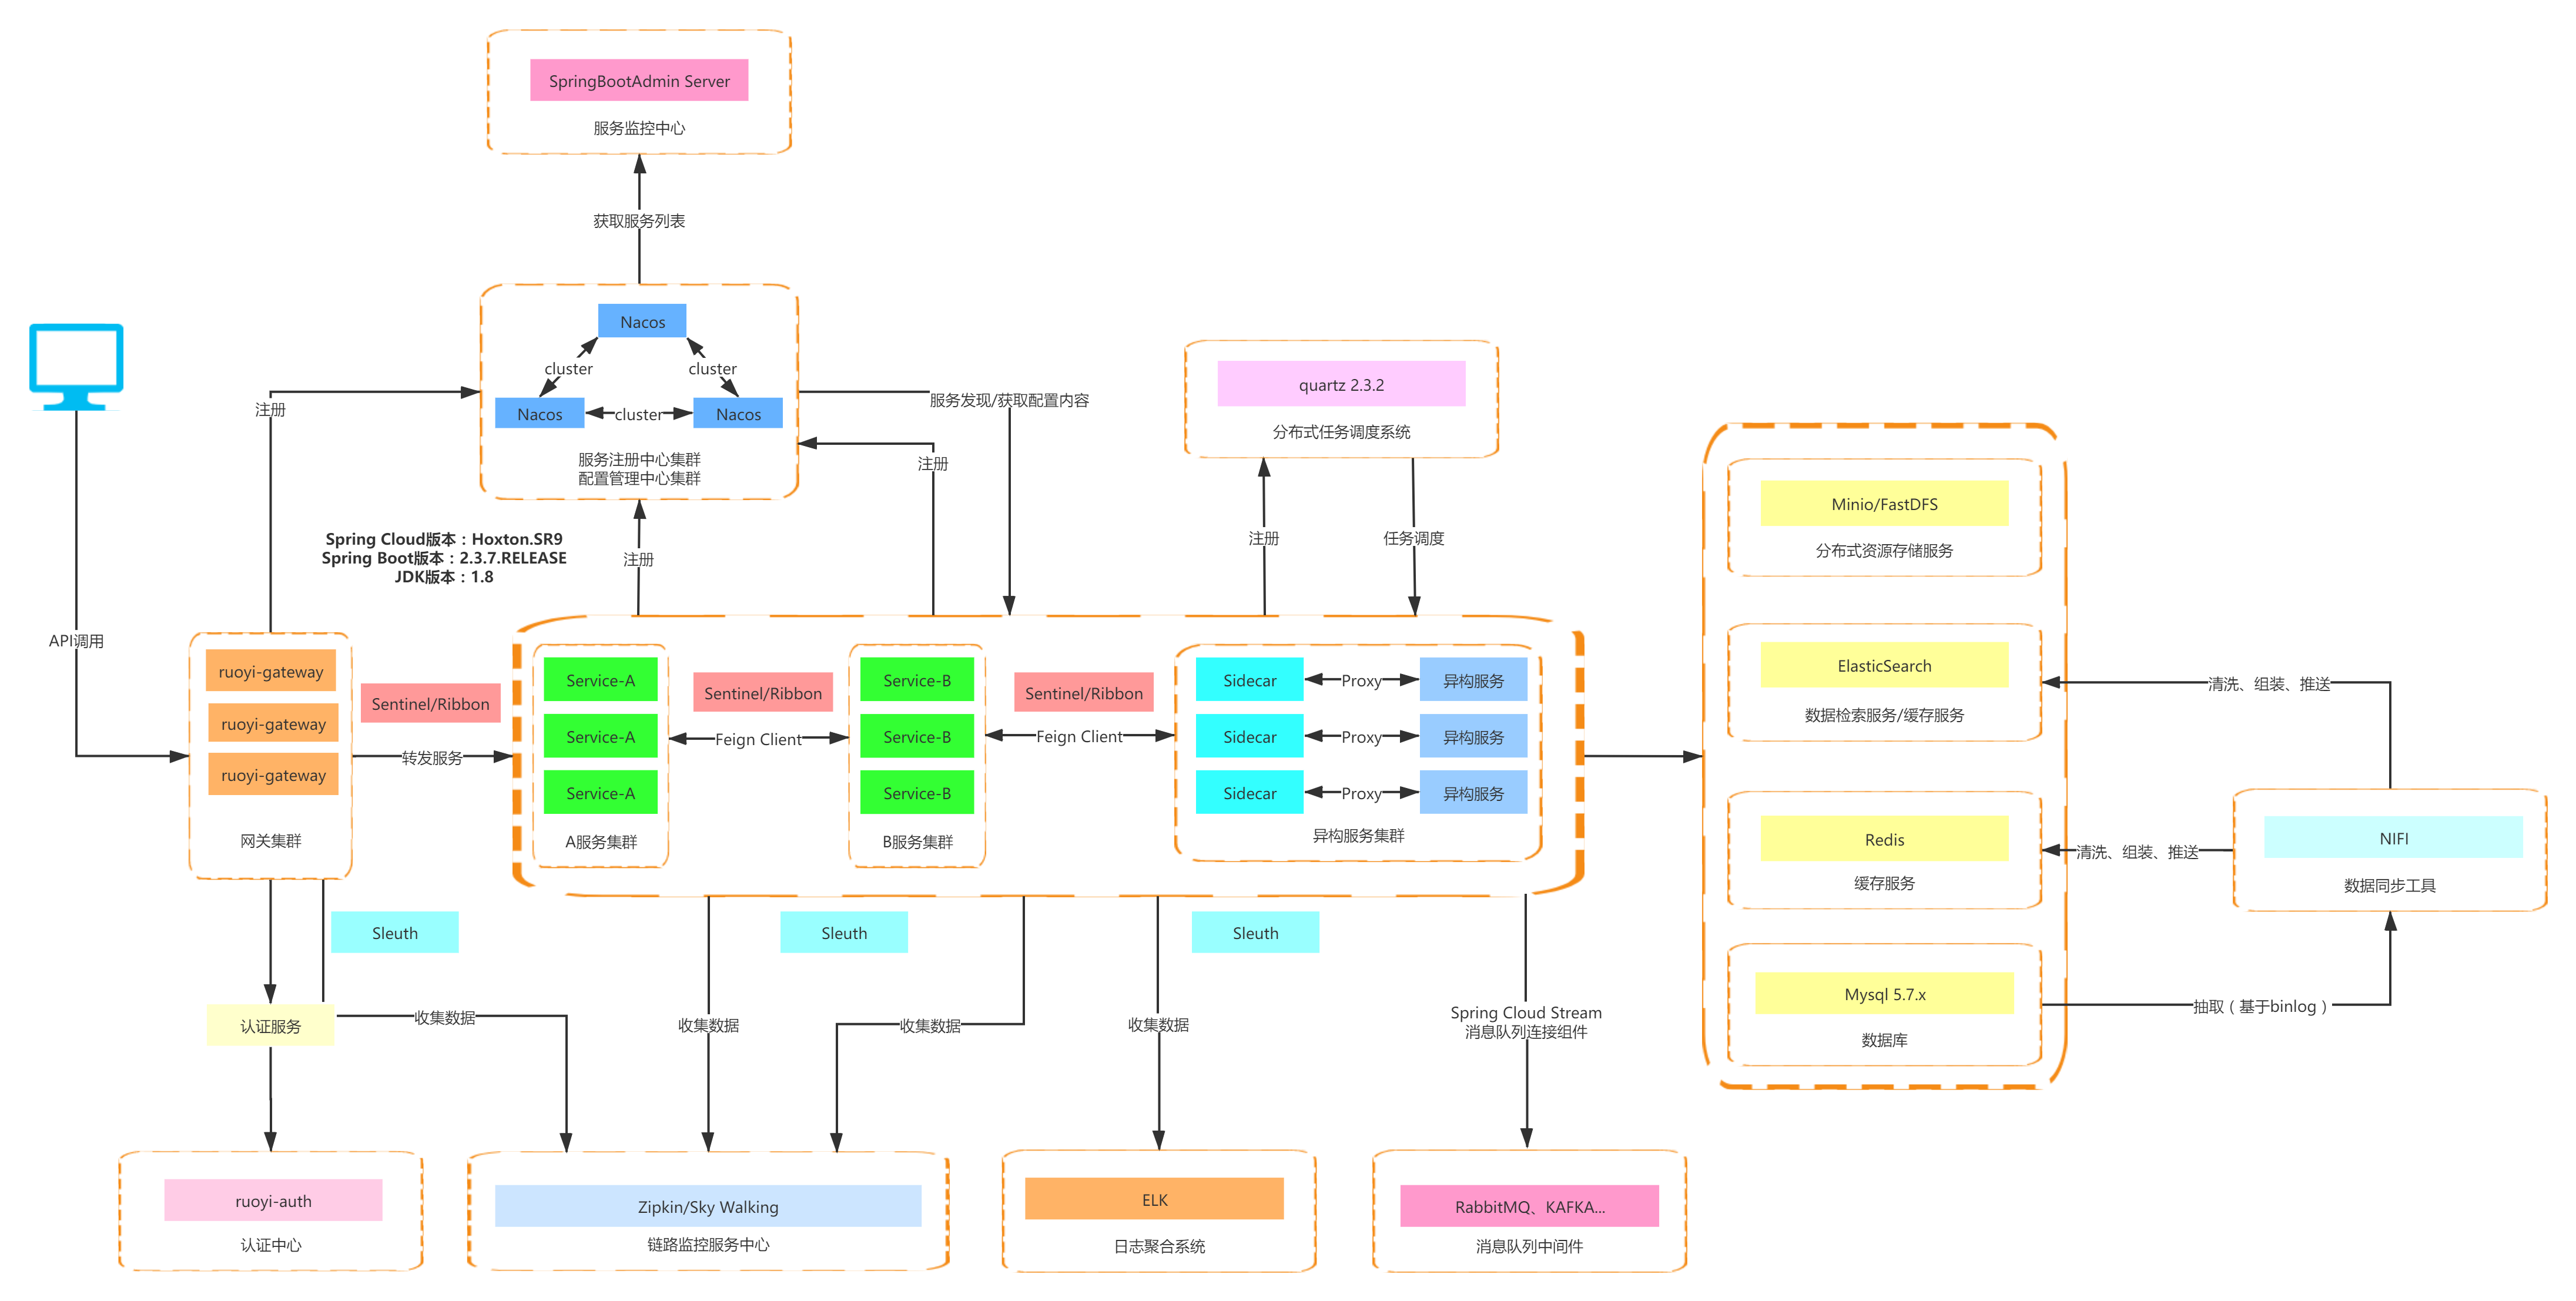 SpringBootAdmin Server
服务监控中心
获取服务列表
Nacos
cluster
cluster
Nacos
cluster
Nacos
服务注册中心集群
配置管理中心集群
注册
服务发现/获取配置内容
注册
注册
Spring Cloud版本：Hoxton.SR9
Spring Boot版本：2.3.7.RELEASE
JDK版本：1.8
quartz 2.3.2
分布式任务调度系统
注册
任务调度
API调用
ruoyi-gateway
ruoyi-gateway
ruoyi-gateway
网关集群
Sentinel/Ribbon
转发服务
Service-A
Service-A
Service-A
A服务集群
Sentinel/Ribbon
Feign Client
Service-B
Service-B
Service-B
B服务集群
Sentinel/Ribbon
Feign Client
Sidecar
Proxy
异构服务
Sidecar
Proxy
异构服务
Sidecar
Proxy
异构服务
异构服务集群
Minio/FastDFS
分布式资源存储服务
ElasticSearch
数据检索服务/缓存服务
Redis
缓存服务
Mysql 5.7.x
数据库
清洗、组装、推送
清洗、组装、推送
NIFI
数据同步工具
抽取（基于binlog）
Sleuth
Sleuth
Sleuth
认证服务
收集数据
收集数据
收集数据
收集数据
Spring Cloud Stream
消息队列连接组件
ruoyi-auth
认证中心
Zipkin/Sky Walking
链路监控服务中心
ELK
日志聚合系统
RabbitMQ、KAFKA...
消息队列中间件